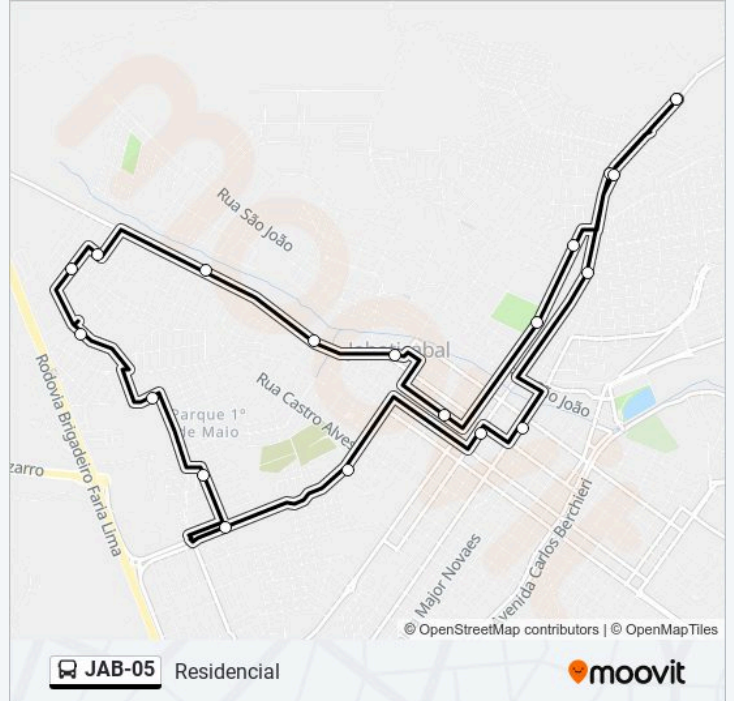 Rua São João
Jaboticabal
Rua Castro Alves
Parque 1°
de Maio
São João
zarro
Rodovia Brigadeiro Faria Lima
Major Novaes
Avenida Carlos Berchieri
© OpenStreetMap contributors | © OpenMapTiles
JAB-05 Residencial
moovit